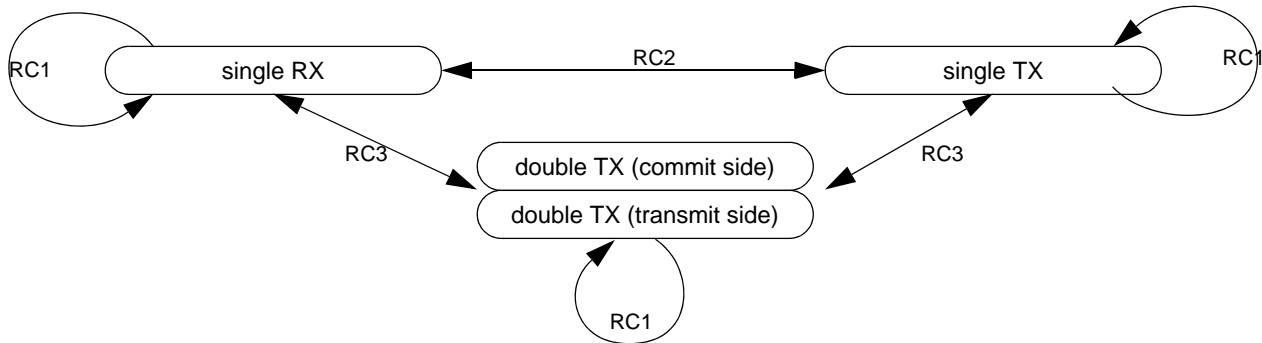 RC1
single RX
RC2
single TX
RC1
RC3
double TX (commit side)
RC3
double TX (transmit side)
RC1